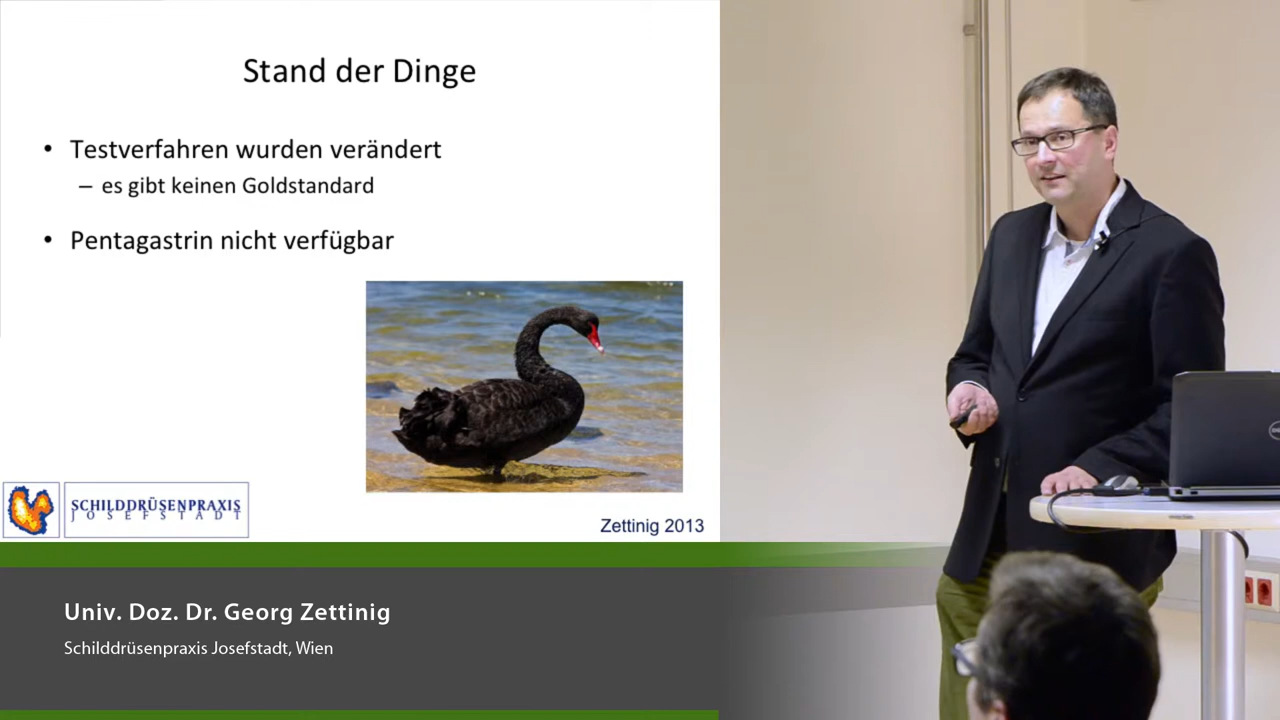 Stand der Dinge
• Testverfahren wurden verändert
– es gibt keinen Goldstandard
• Pentagastrin nicht verfügbar
SCHILDDRÜSENPRAXIS
JOSEFSTADT
Zettinig 2013
Univ. Doz. Dr. Georg Zettinig
Schilddrüsenpraxis Josefstadt, Wien